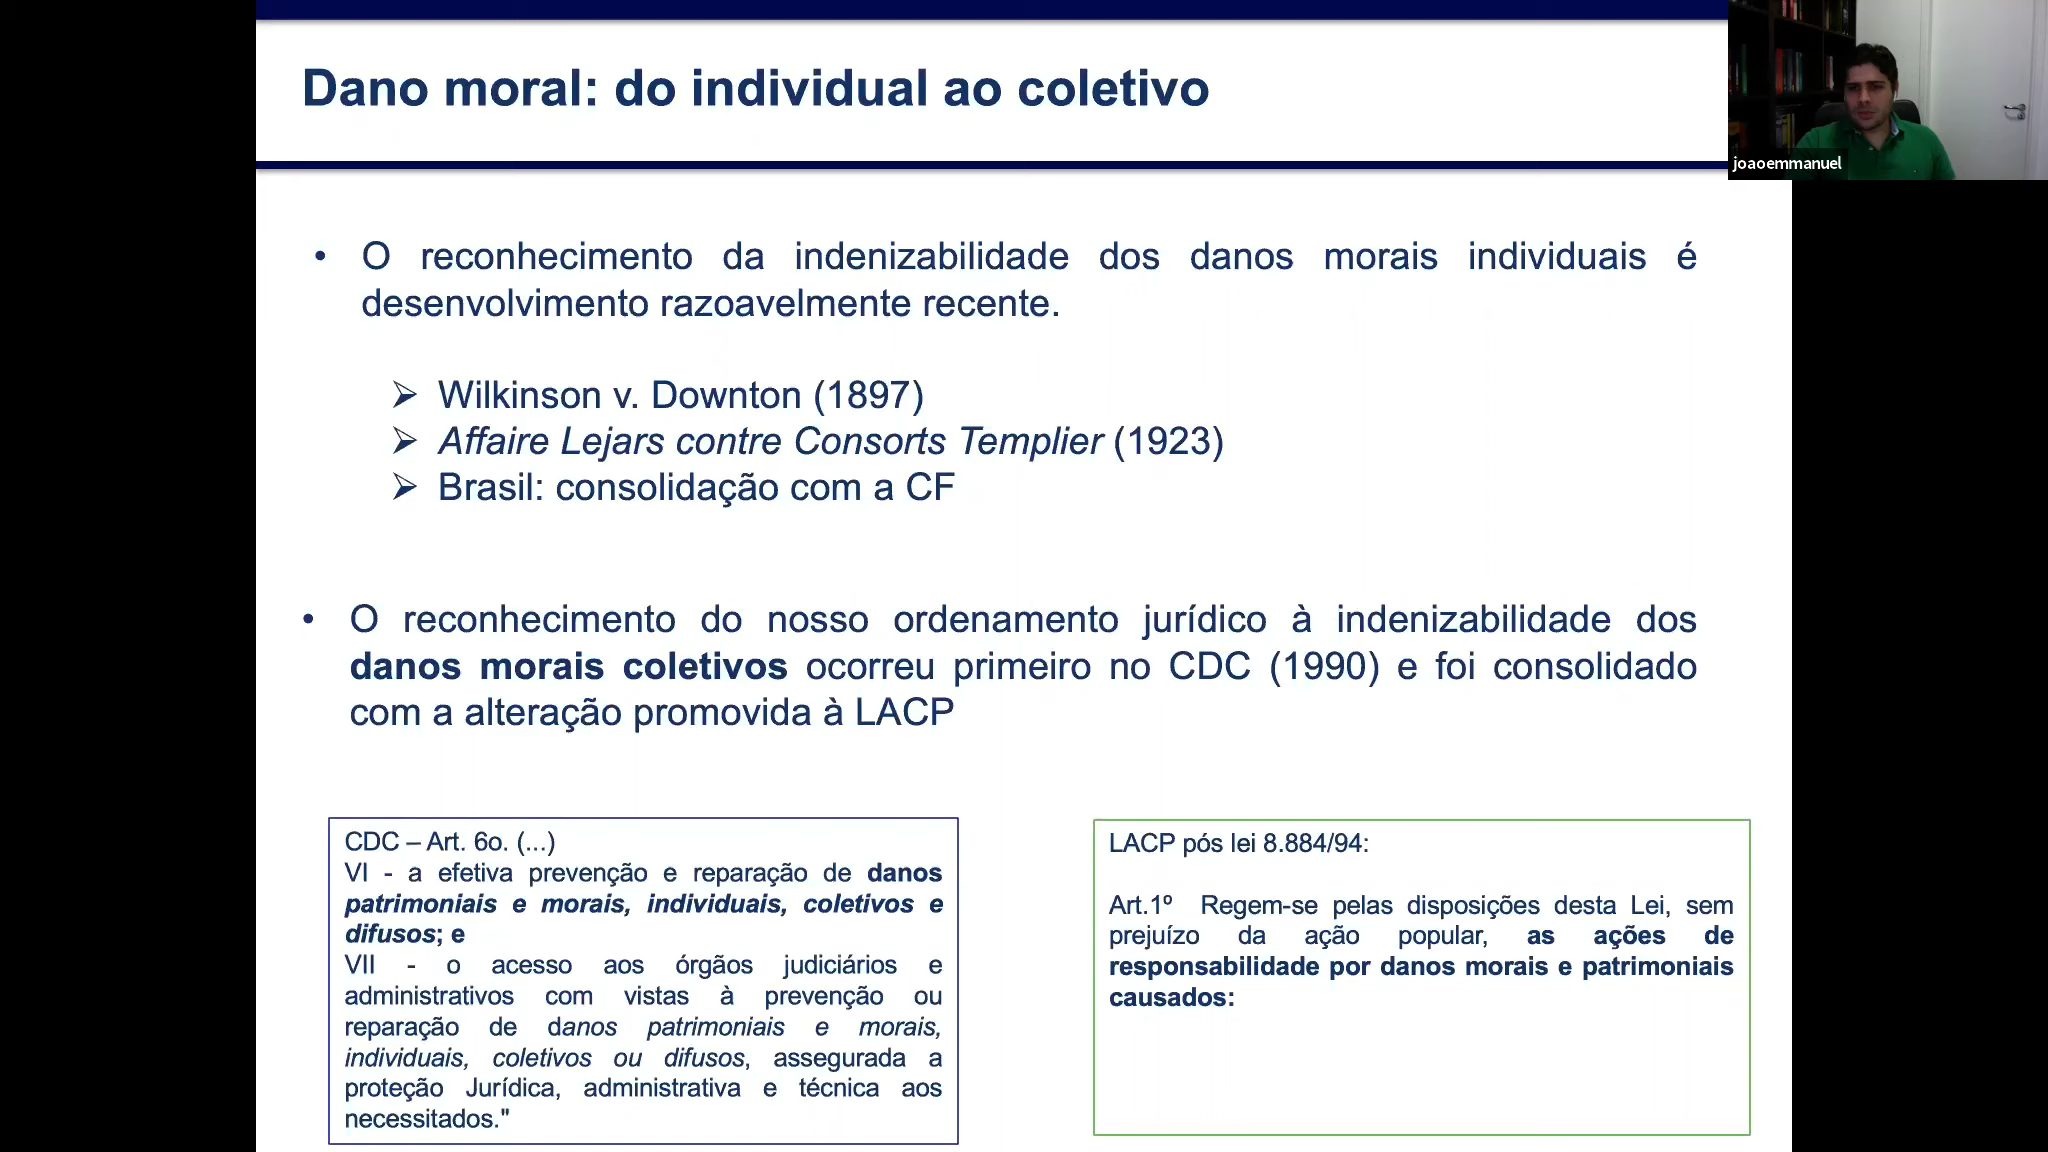 Dano moral: do individual ao coletivo
joaoemmanuel
• O reconhecimento da indenizabilidade dos danos morais individuais é
desenvolvimento razoavelmente recente.
➢ Wilkinson v. Downton (1897)
➢ Affaire Lejars contre Consorts Templier (1923)
➢ Brasil: consolidação com a CF
• O reconhecimento do nosso ordenamento jurídico à indenizabilidade dos
danos morais coletivos ocorreu primeiro no CDC (1990) e foi consolidado
com a alteração promovida à LACP
CDC – Art. 6o. (...)
VI - a efetiva prevenção e reparação de danos
patrimoniais e morais, individuais, coletivos e
difusos; e
VII - o acesso aos órgãos judiciários e
administrativos com vistas à prevenção ou
reparação de danos patrimoniais e morais,
individuais, coletivos ou difusos, assegurada a
proteção Jurídica, administrativa e técnica aos
necessitados."
LACP pós lei 8.884/94:
Art.1º Regem-se pelas disposições desta Lei, sem
prejuízo da ação popular, as ações de
responsabilidade por danos morais e patrimoniais
causados: